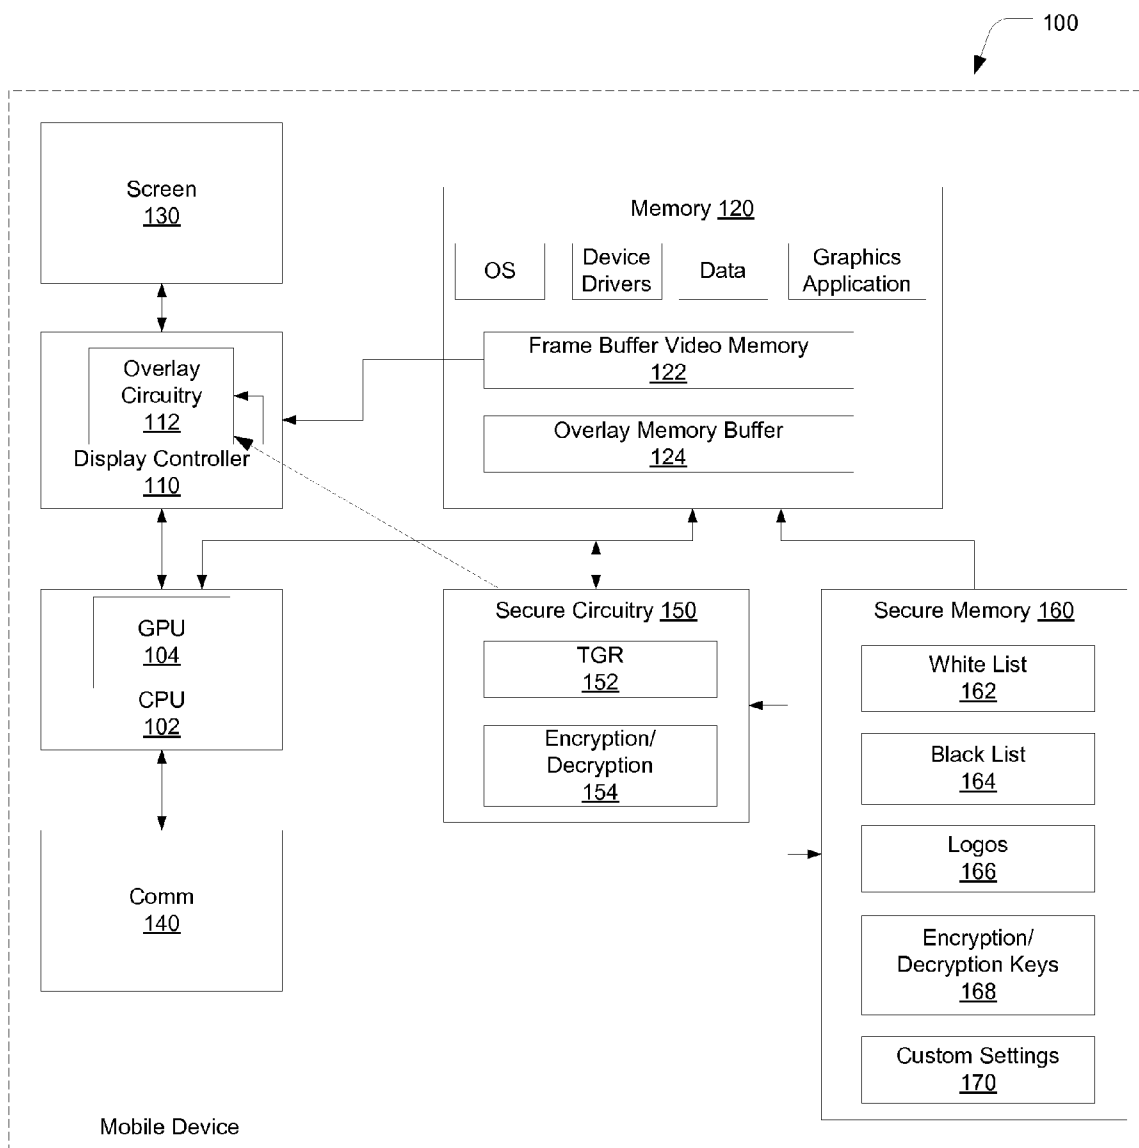 100
Screen
130
Memory 120
OS
Device
Drivers
Data
Graphics
Application
Frame Buffer Video Memory
122
Overlay
Circuitry
112
Display Controller
110
Overlay Memory Buffer
124
GPU
104
CPU
102
Secure Circuitry 150
TGR
152
Encryption/
Decryption
154
Secure Memory 160
White List
162
Black List
164
Logos
166
Encryption/
Decryption Keys
168
Custom Settings
170
Comm
140
Mobile Device